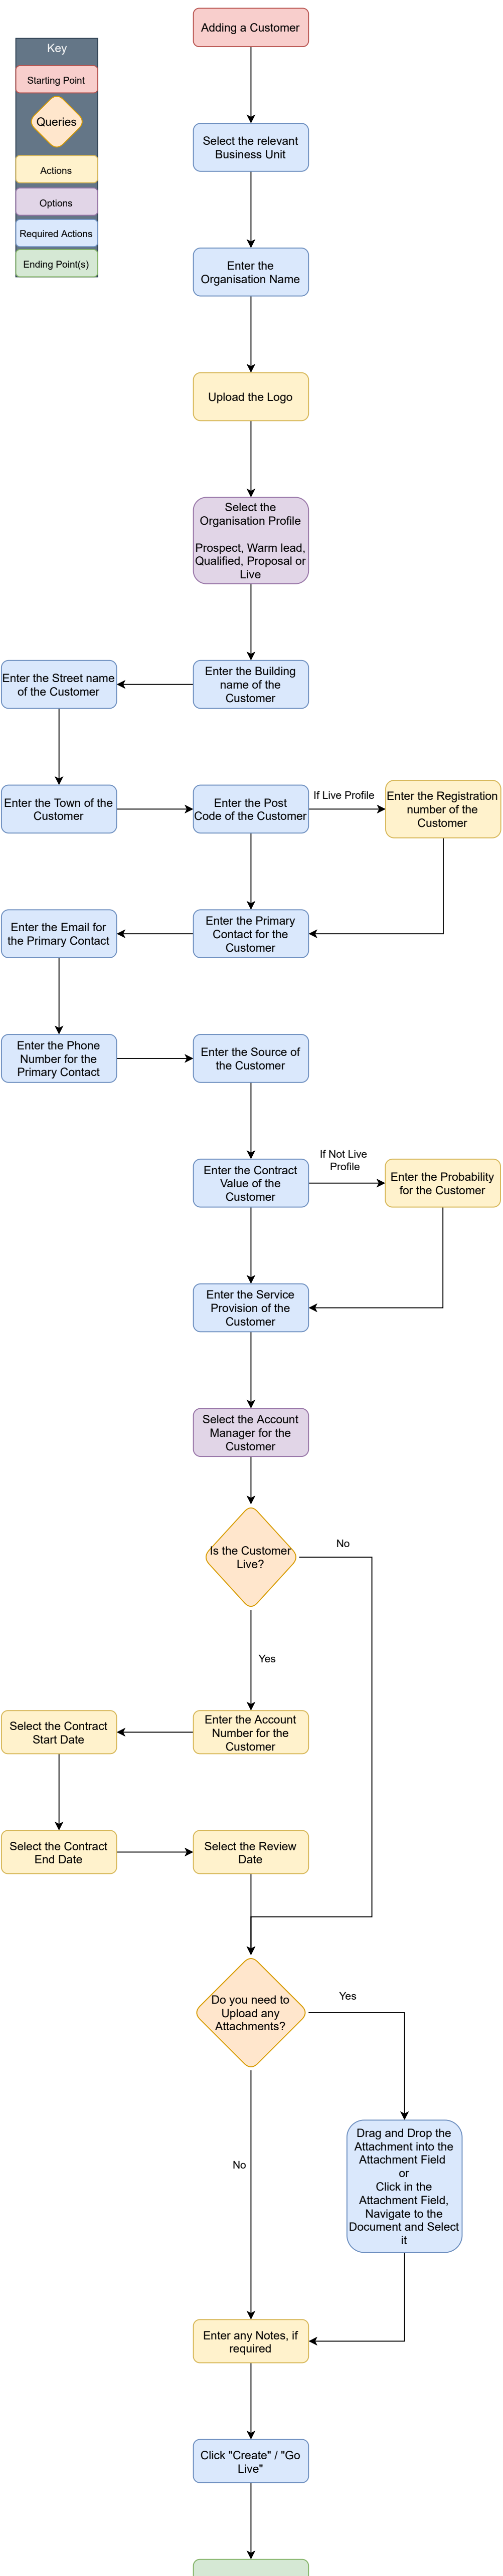 Adding a Customer
Key
Starting Point
Queries
Actions
Options
Required Actions
Ending Point(s)
Select the relevant
Business Unit
Enter the
Organisation Name
Upload the Logo
Select the
Organisation Profile
Prospect, Warm lead,
Qualified, Proposal or
Live
Enter the Building
name of the
Customer
Enter the Street name
of the Customer
Enter the Town of the
Customer
Enter the Post
Code of the Customer
If Live Profile
Enter the Registration
number of the
Customer
Enter the Primary
Contact for the
Customer
Enter the Email for
the Primary Contact
Enter the Phone
Number for the
Primary Contact
Enter the Source of
the Customer
Enter the Contract
Value of the
Customer
If Not Live
Profile
Enter the Probability
for the Customer
Enter the Service
Provision of the
Customer
Select the Account
Manager for the
Customer
Is the Customer
Live?
No
Yes
Enter the Account
Number for the
Customer
Select the Contract
Start Date
Select the Contract
End Date
Select the Review
Date
Do you need to
Upload any
Attachments?
Yes
No
Drag and Drop the
Attachment into the
Attachment Field
or
Click in the
Attachment Field,
Navigate to the
Document and Select
it
Enter any Notes, if
required
Click "Create" / "Go
Live"